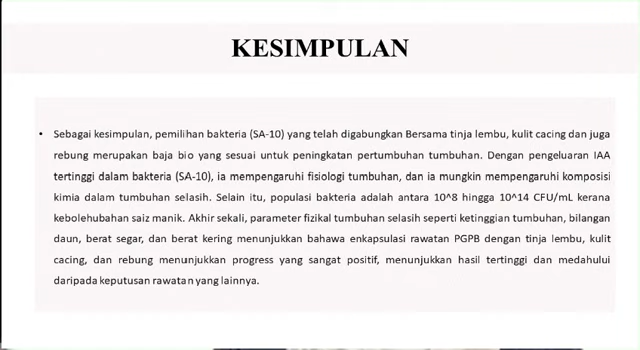 KESIMPULAN
• Sebagai kesimpulan, pemilihan bakteria (SA-10) yang telah digabungkan Bersama tinja lembu, kulit cacing dan juga
rebung merupakan baja bio yang sesuai untuk peningkatan pertumbuhan tumbuhan. Dengan pengeluaran IAA
tertinggi dalam bakteria (SA-10), ia mempengaruhi fisiologi tumbuhan, dan ia mungkin mempengaruhi komposisi
kimia dalam tumbuhan selasih. Selain itu, populasi bakteria adalah antara 10^8 hingga 10^14 CFU/mL kerana
kebolehubahan saiz manik. Akhir sekali, parameter fizikal tumbuhan selasih seperti ketinggian tumbuhan, bilangan
daun, berat segar, dan berat kering menunjukkan bahawa enkapsulasi rawatan PGPB dengan tinja lembu, kulit
cacing, dan rebung menunjukkan progress yang sangat positif, menunjukkan hasil tertinggi dan medahului
daripada keputusan rawatan yang lainnya.